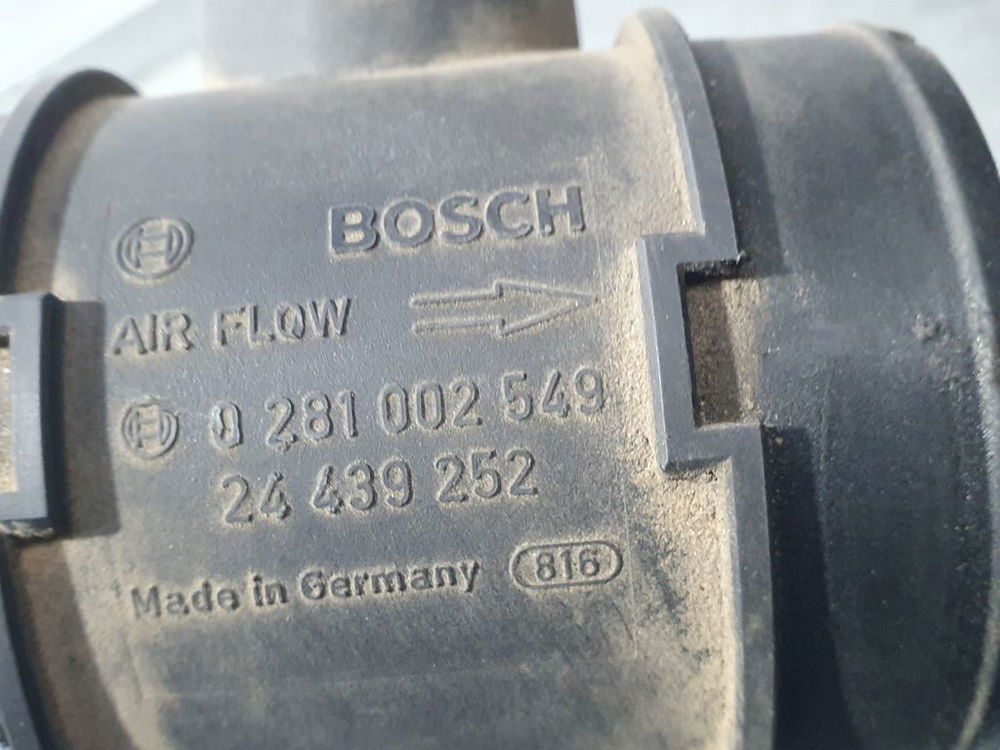 BOSCH
AIR FLOW
0 281 002 549
24 439 252
Made in Germany 816